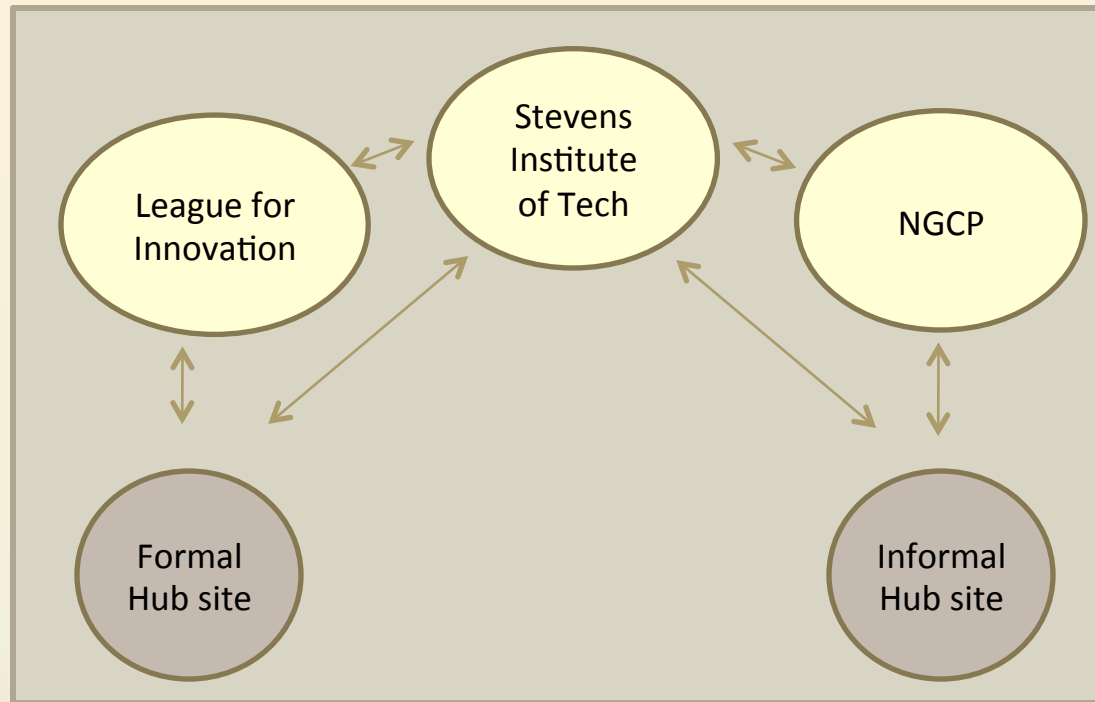 Stevens
Institute
of Tech
League for
Innovation
NGCP
Formal
Hub site
Informal
Hub site